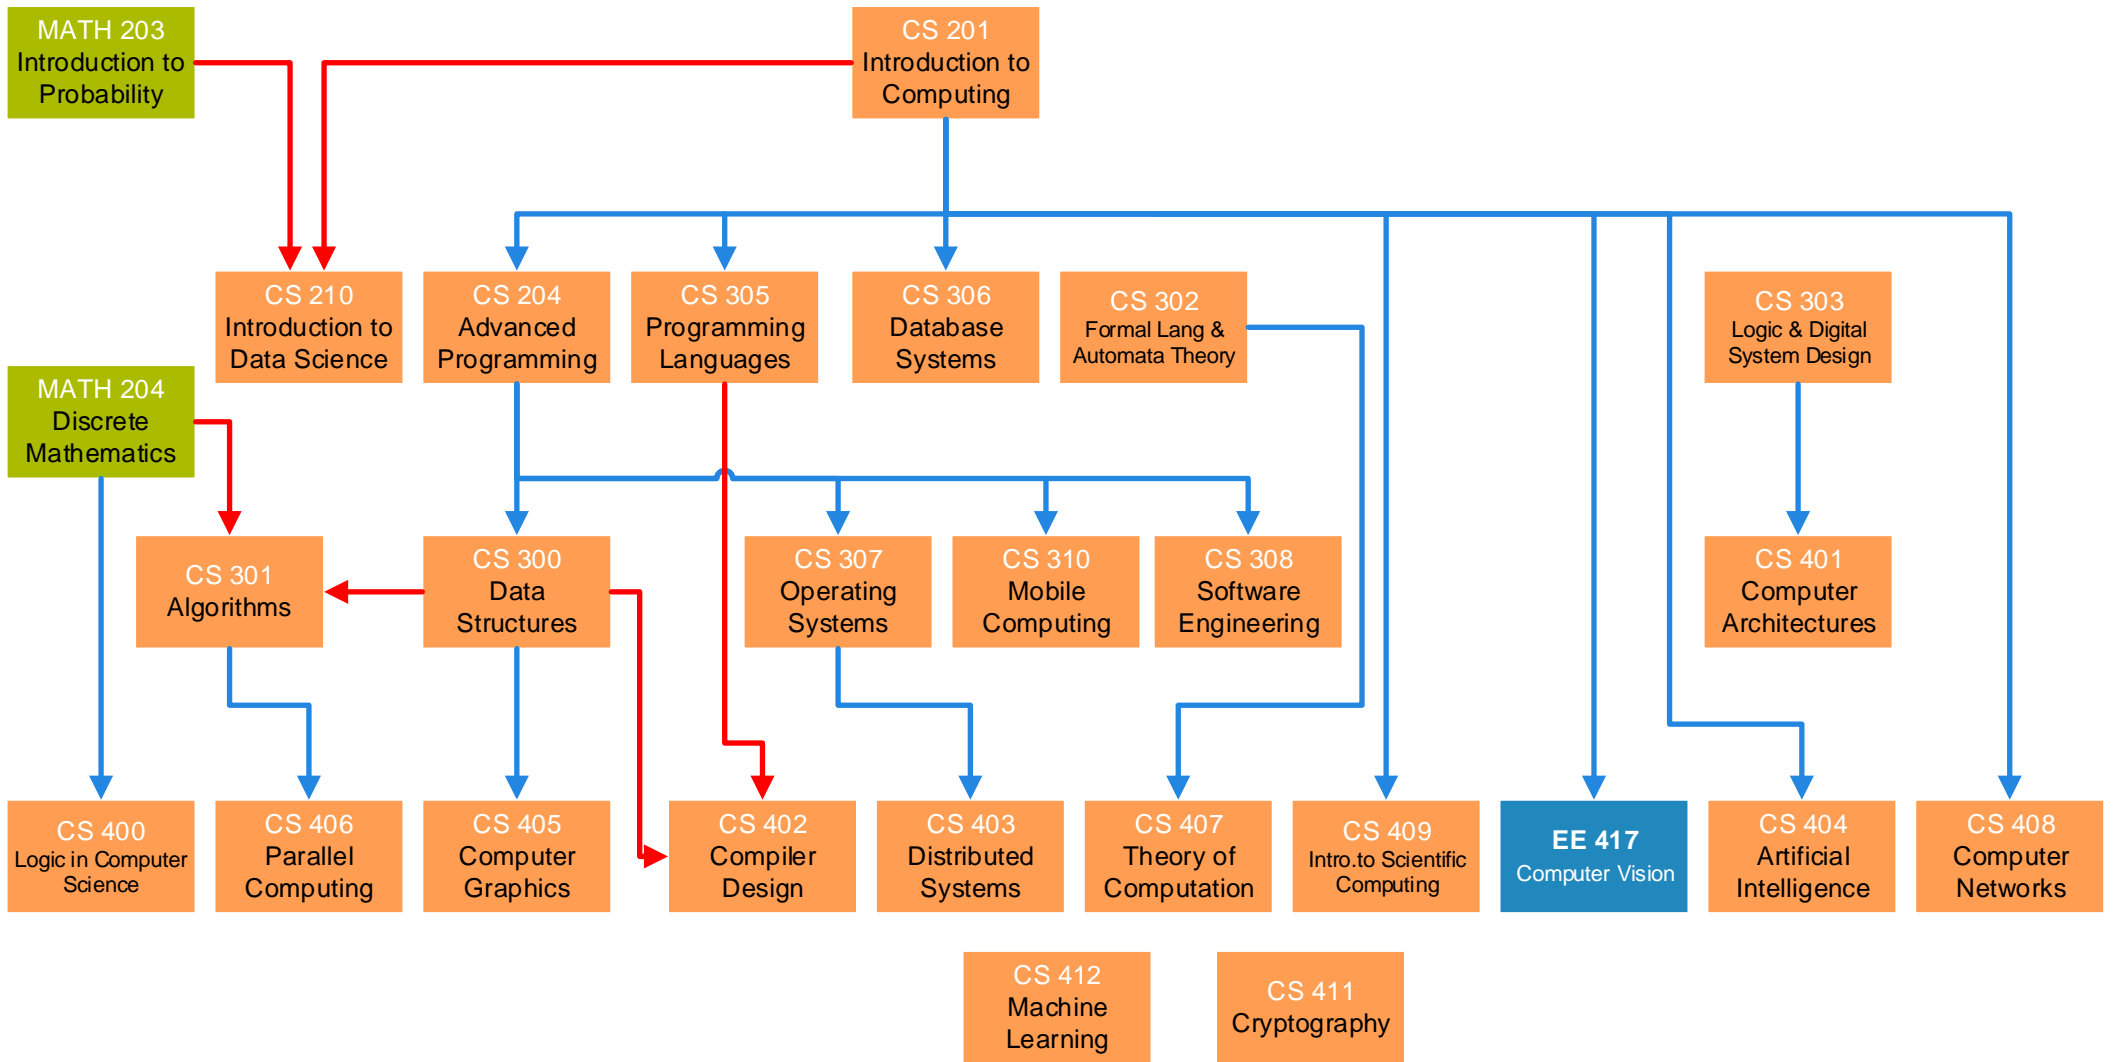 MATH 203
Introduction to
Probability
CS 201
Introduction to
Computing
CS 210
Introduction to
Data Science
CS 204
Advanced
Programming
CS 305
Programming
Languages
CS 306
Database
Systems
CS 302
Formal Lang &
Automata Theory
CS 303
Logic & Digital
System Design
MATH 204
Discrete
Mathematics
CS 301
Algorithms
CS 300
Data
Structures
CS 307
Operating
Systems
CS 310
Mobile
Computing
CS 308
Software
Engineering
CS 401
Computer
Architectures
CS 400
Logic in Computer
Science
CS 406
Parallel
Computing
CS 405
Computer
Graphics
CS 402
Compiler
Design
CS 403
Distributed
Systems
CS 407
Theory of
Computation
CS 409
Intro.to Scientific
Computing
EE 417
Computer Vision
CS 404
Artificial
Intelligence
CS 408
Computer
Networks
CS 412
Machine
Learning
CS 411
Cryptography